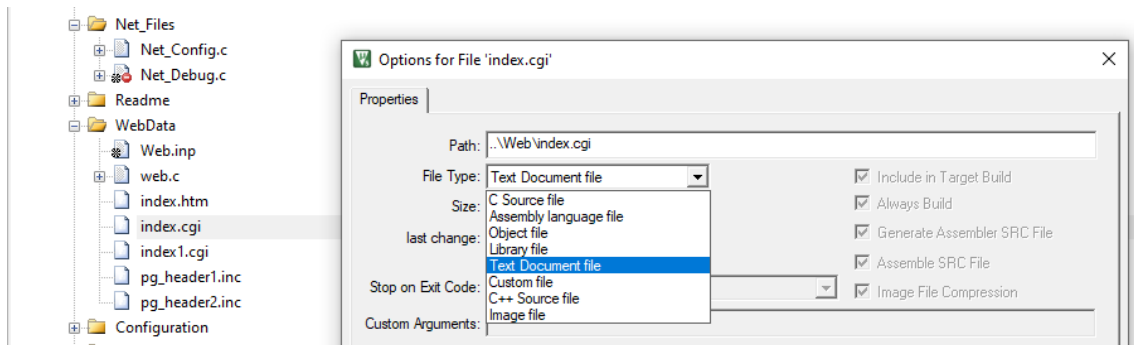 Net_Files
Net_Config.c
Net_Debug.c
Readme
WebData
Web.inp
web.c
index.htm
index.cgi
index1.cgi
pg_header1.inc
pg_header2.inc
Configuration
Options for File 'index.cgi'
Properties
Path: ..\Web\index.cgi
File Type: Text Document file
Size:
last change:
Stop on Exit Code:
Custom Arguments:
C Source file
Assembly language file
Object file
Library file
Text Document file
Custom file
C++ Source file
Image file
Include in Target Build
Always Build
Generate Assembler SRC File
Assemble SRC File
Image File Compression